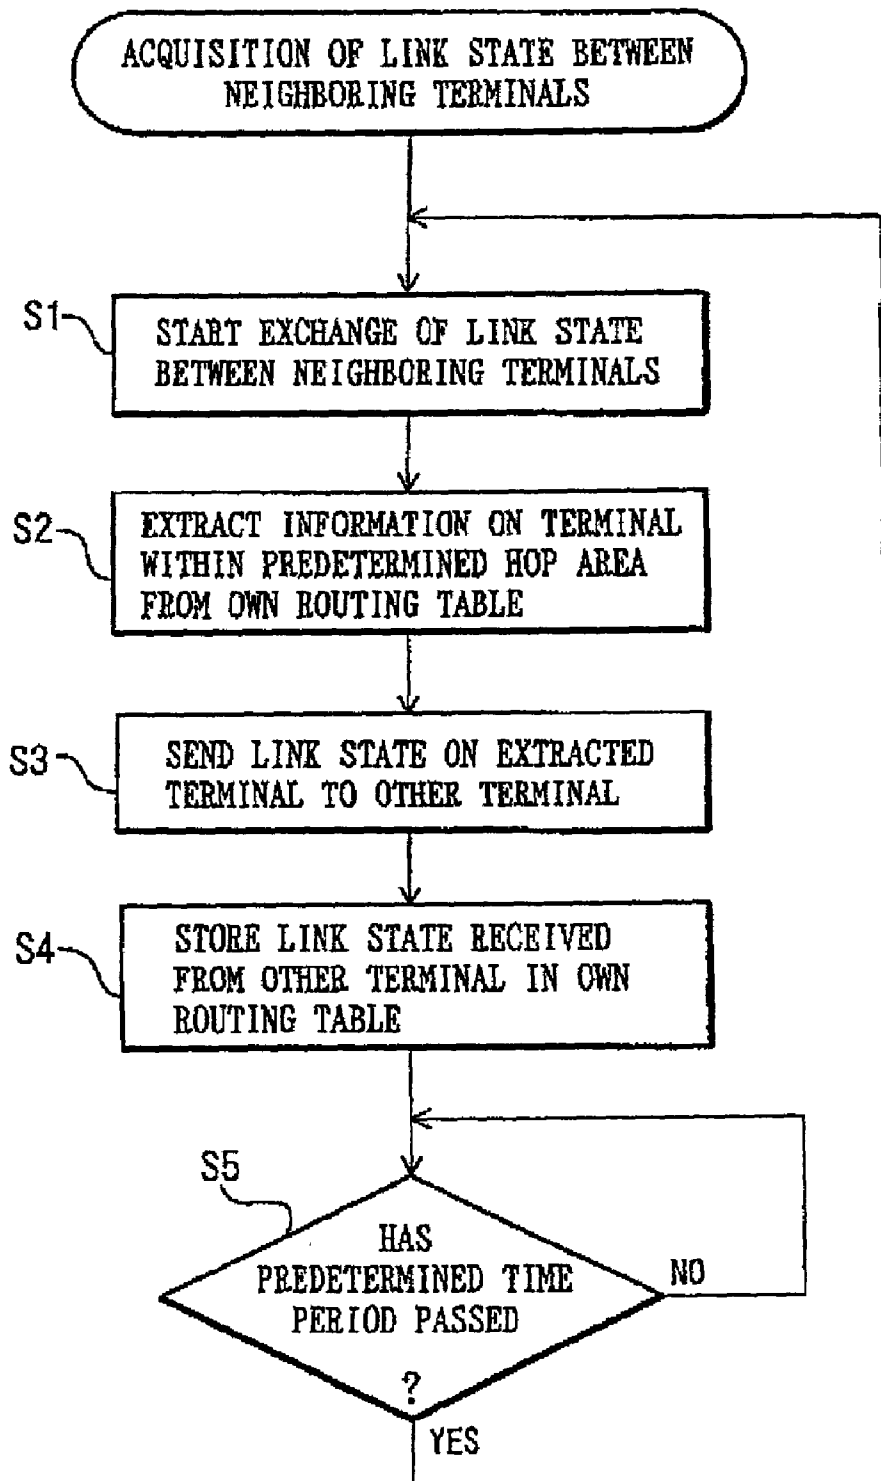 ACQUISITION OF LINK STATE BETWEEN
NEIGHBORING TERMINALS
S1
START EXCHANGE OF LINK STATE
BETWEEN NEIGHBORING TERMINALS
S2
EXTRACT INFORMATION ON TERMINAL
WITHIN PREDETERMINED HOP AREA
FROM OWN ROUTING TABLE
S3
SEND LINK STATE ON EXTRACTED
TERMINAL TO OTHER TERMINAL
S4
STORE LINK STATE RECEIVED
FROM OTHER TERMINAL IN OWN
ROUTING TABLE
S5
HAS
PREDETERMINED TIME
PERIOD PASSED
?
NO
YES